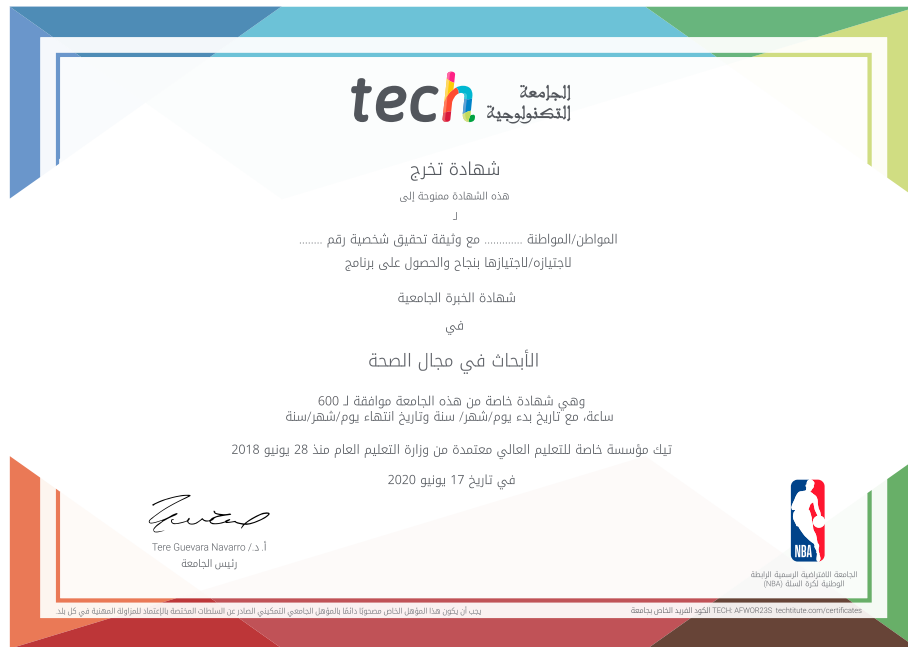 tech الجامعة
التكنولوجية
شهادة تخرج
هذه الشهادة ممنوحة إلى
لـ
المواطن/المواطنة ............ مع وثيقة تحقيق شخصية رقم ........
لاجتيازه/لاجتيازها بنجاح والحصول على برنامج
شهادة الخبرة الجامعية
في
الأبحاث في مجال الصحة
وهي شهادة خاصة من هذه الجامعة موافقة لـ 600
ساعة، مع تاريخ بدء يوم/شهر/ سنة وتاريخ انتهاء يوم/شهر/سنة
تيك مؤسسة خاصة للتعليم العالي معتمدة من وزارة التعليم العام منذ 28 يونيو 2018
في تاريخ 17 يونيو 2020
أ.د./ Tere Guevara Navarro
رئيس الجامعة
NBA
الجامعة الافتراضية الرسمية الرابطة
الوطنية لكرة السلة (NBA)
يجب أن يكون هذا المؤهل الخاص مصحوبًا دائمًا بالمؤهل الجامعي التمكيني الصادر عن السلطات المختصة بالإعتماد للمزاولة المهنية في كل بلد.
الكود الفريد الخاص بجامعة TECH: AFWOR23S techtitute.com/certificates